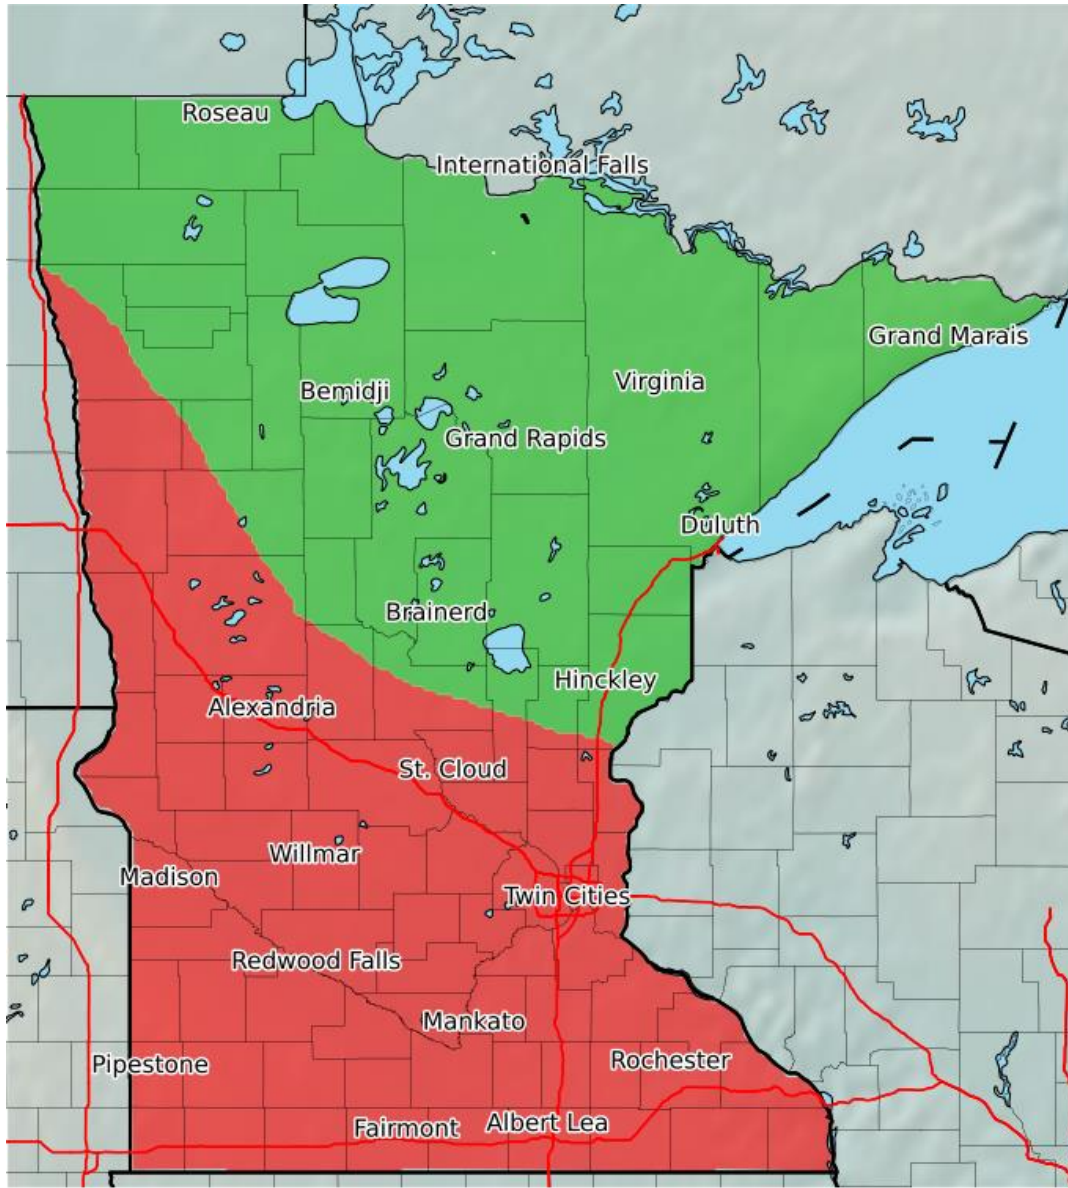 Roseau
International Falls
Grand Marais
Virginia
Bemidji
Grand Rapids
Duluth
Brainerd
Hinckley
Alexandria
St. Cloud
Willmar
Madison
Twin Cities
Redwood Falls
Mankato
Rochester
Pipestone
Albert Lea
Fairmont